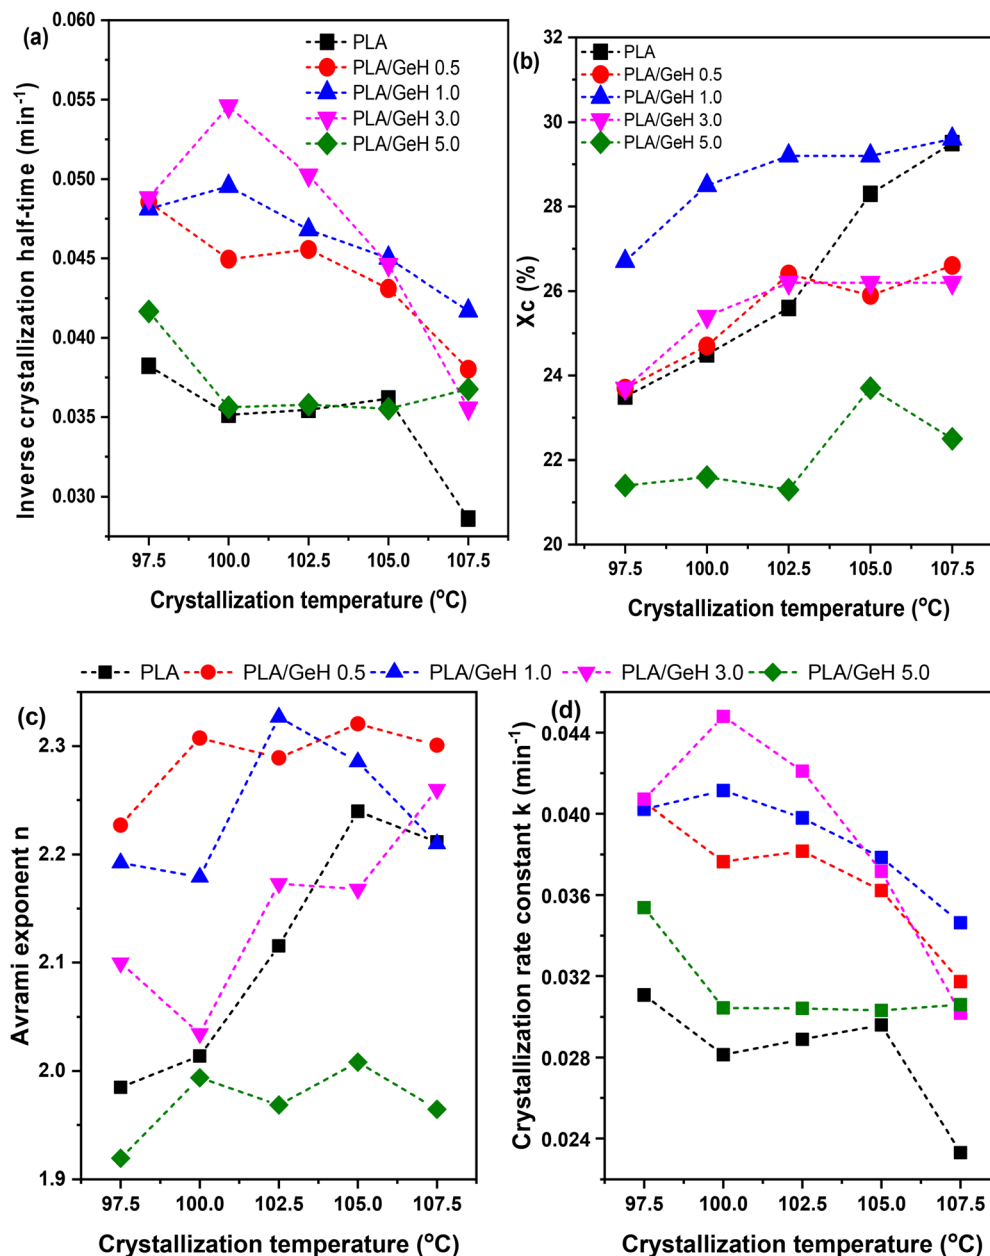 (a)
PLA
PLA/GeH 0.5
PLA/GeH 1.0
PLA/GeH 3.0
PLA/GeH 5.0
0.060
0.055
0.050
0.045
0.040
0.035
0.030
Inverse crystallization half-time (min⁻¹)
97.5 100.0 102.5 105.0 107.5
Crystallization temperature (°C)
(b)
PLA
PLA/GeH 0.5
PLA/GeH 1.0
PLA/GeH 3.0
PLA/GeH 5.0
32
30
28
26
24
22
20
Xc (%)
97.5 100.0 102.5 105.0 107.5
Crystallization temperature (°C)
PLA PLA/GeH 0.5 PLA/GeH 1.0 PLA/GeH 3.0 PLA/GeH 5.0
(c)
2.3
2.2
2.1
2.0
1.9
Avrami exponent n
97.5 100.0 102.5 105.0 107.5
Crystallization temperature (°C)
(d)
0.044
0.040
0.036
0.032
0.028
0.024
Crystallization rate constant k (min⁻¹)
97.5 100.0 102.5 105.0 107.5
Crystallization temperature (°C)